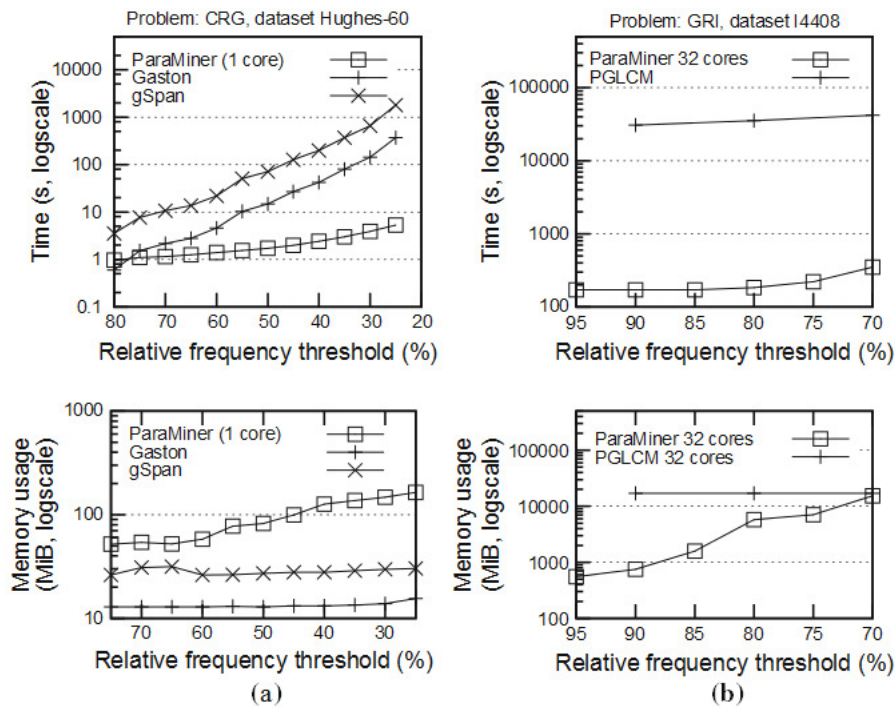 Problem: CRG, dataset Hughes-60
ParaMiner (1 core)
Gaston
gSpan
Time (s, logscale)
10000
1000
100
10
1
0.1
80 70 60 50 40 30 20
Relative frequency threshold (%)
Problem: GRI, dataset I4408
ParaMiner 32 cores
PGLCM
Time (s, logscale)
100000
10000
1000
100
95 90 85 80 75 70
Relative frequency threshold (%)
ParaMiner (1 core)
Gaston
gSpan
Memory usage
(MiB, logscale)
1000
100
10
70 60 50 40 30
Relative frequency threshold (%)
(a)
ParaMiner 32 cores
PGLCM 32 cores
Memory usage
(MiB, logscale)
100000
10000
1000
100
95 90 85 80 75 70
Relative frequency threshold (%)
(b)